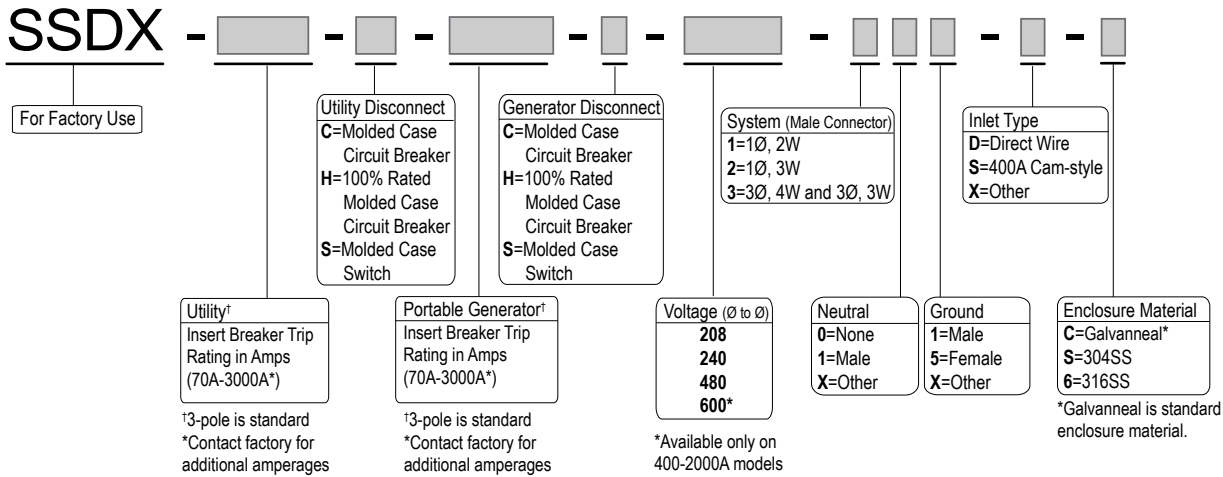 SSDX - - - - - - -
For Factory Use
Utility†
Insert Breaker Trip
Rating in Amps
(70A-3000A*)
†3-pole is standard
*Contact factory for
additional amperages
Utility Disconnect
C=Molded Case
Circuit Breaker
H=100% Rated
Molded Case
Circuit Breaker
S=Molded Case
Switch
Portable Generator†
Insert Breaker Trip
Rating in Amps
(70A-3000A*)
†3-pole is standard
*Contact factory for
additional amperages
Generator Disconnect
C=Molded Case
Circuit Breaker
H=100% Rated
Molded Case
Circuit Breaker
S=Molded Case
Switch
Voltage (Ø to Ø)
208
240
480
600*
*Available only on
400-2000A models
System (Male Connector)
1=1Ø, 2W
2=1Ø, 3W
3=3Ø, 4W and 3Ø, 3W
Neutral
0=None
1=Male
X=Other
Ground
1=Male
5=Female
X=Other
Inlet Type
D=Direct Wire
S=400A Cam-style
X=Other
Enclosure Material
C=Galvanneal*
S=304SS
6=316SS
*Galvanneal is standard
enclosure material.